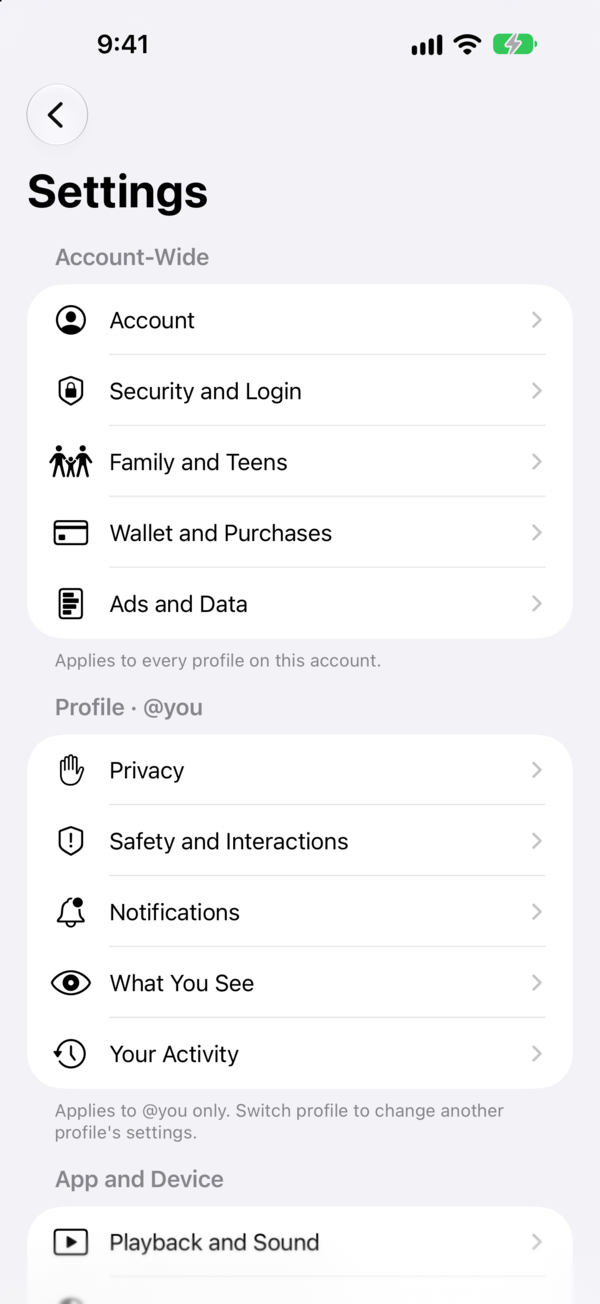 9:41
Settings
Account-Wide
Account
Security and Login
Family and Teens
Wallet and Purchases
Ads and Data
Applies to every profile on this account.
Profile · @you
Privacy
Safety and Interactions
Notifications
What You See
Your Activity
Applies to @you only. Switch profile to change another
profile's settings.
App and Device
Playback and Sound